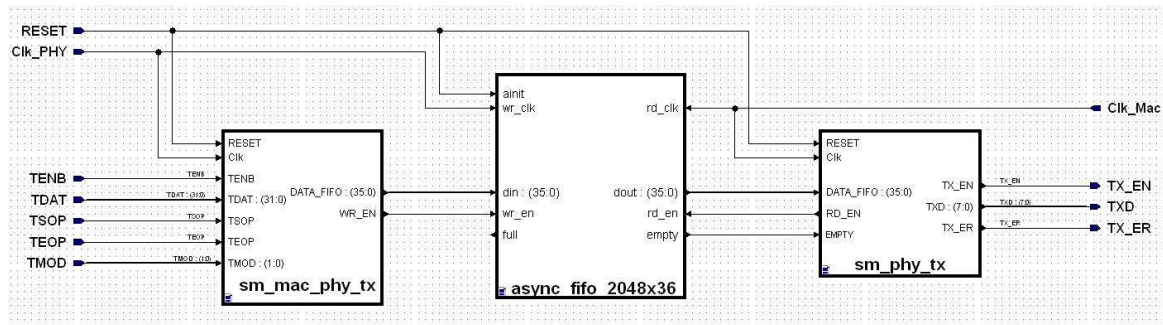 RESET
Clk_PHY
ainit
wr_clk
rd_clk
Clk_Mac
RESET
Clk
RESET
Clk
TENB
TENB
TENB
TDAT
TDAT : (31:0)
TDAT : (31:0)
DATA_FIFO : (35:0)
din : (35:0)
dout : (35:0)
DATA_FIFO : (35:0)
TX_EN
TX_EN
TX_EN
TSOP
TSOP
TSOP
WR_EN
wr_en
rd_en
RD_EN
TXD : (7:0)
TXD : (7:0)
TXD
TEOP
TEOP
TEOP
full
empty
EMPTY
TX_ER
TX_ER
TX_ER
TMOD
TMOD : (1:0)
TMOD : (1:0)
sm_mac_phy_tx
async_fifo_2048x36
sm_phy_tx